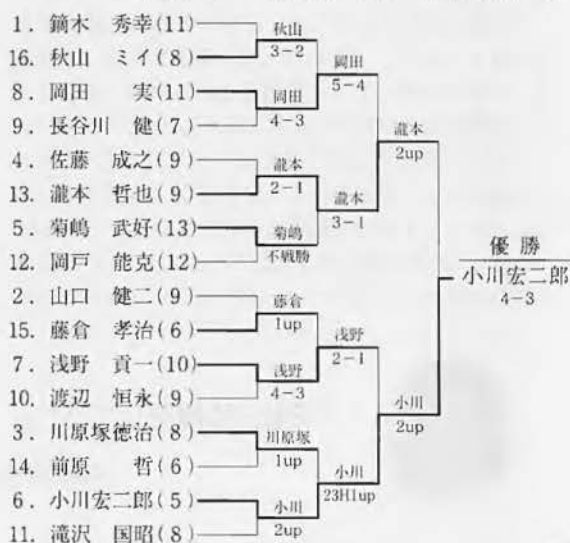 1. 鏑木 秀幸(11)
16. 秋山 ミイ(8)
8. 岡田 実(11)
9. 長谷川 健(7)
4. 佐藤 成之(9)
13. 瀧本 哲也(9)
5. 菊嶋 武好(13)
12. 岡戸 能克(12)
2. 山口 健二(9)
15. 藤倉 孝治(6)
7. 浅野 貢一(10)
10. 渡辺 恒永(9)
3. 川原塚徳治(8)
14. 前原 哲(6)
6. 小川宏二郎(5)
11. 滝沢 国昭(8)
秋山
3-2
岡田
4-3
瀧本
2-1
菊嶋
不戦勝
藤倉
1up
浅野
4-3
川原塚
1up
小川
2up
岡田
5-4
瀧本
3-1
浅野
2-1
小川
23H1up
瀧本
2up
小川
2up
優勝
小川宏二郎
4-3